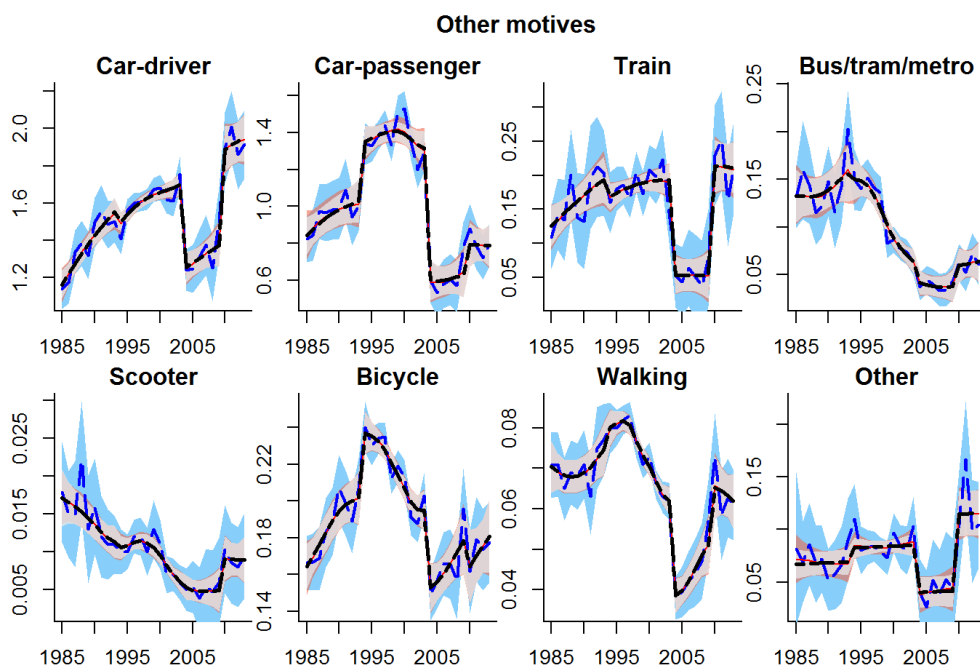 Other motives
Car-driver Car-passenger Train Bus/tram/metro
1.2 1.6 2.0
0.6 1.0 1.4
0.05 0.15 0.25
0.05 0.15 0.25
1985 1995 2005 1985 1995 2005 1985 1995 2005 1985 1995 2005
Scooter Bicycle Walking Other
0.005 0.015 0.025
0.14 0.18 0.22
0.04 0.06 0.08
0.05 0.15
1985 1995 2005 1985 1995 2005 1985 1995 2005 1985 1995 2005